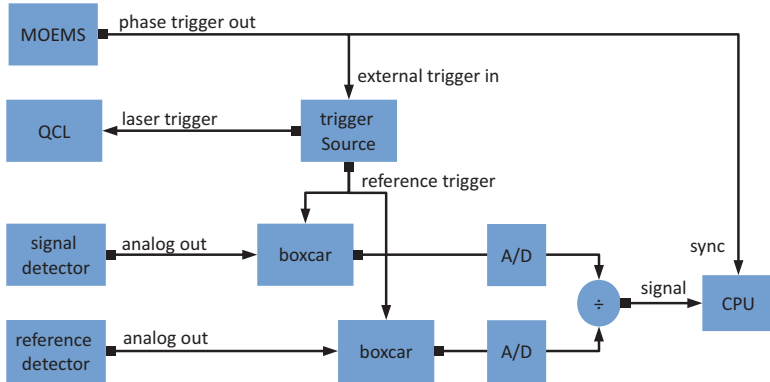 MOEMS
phase trigger out
external trigger in
QCL
laser trigger
trigger
Source
reference trigger
signal
detector
analog out
boxcar
A/D
sync
÷
signal
CPU
reference
detector
analog out
boxcar
A/D